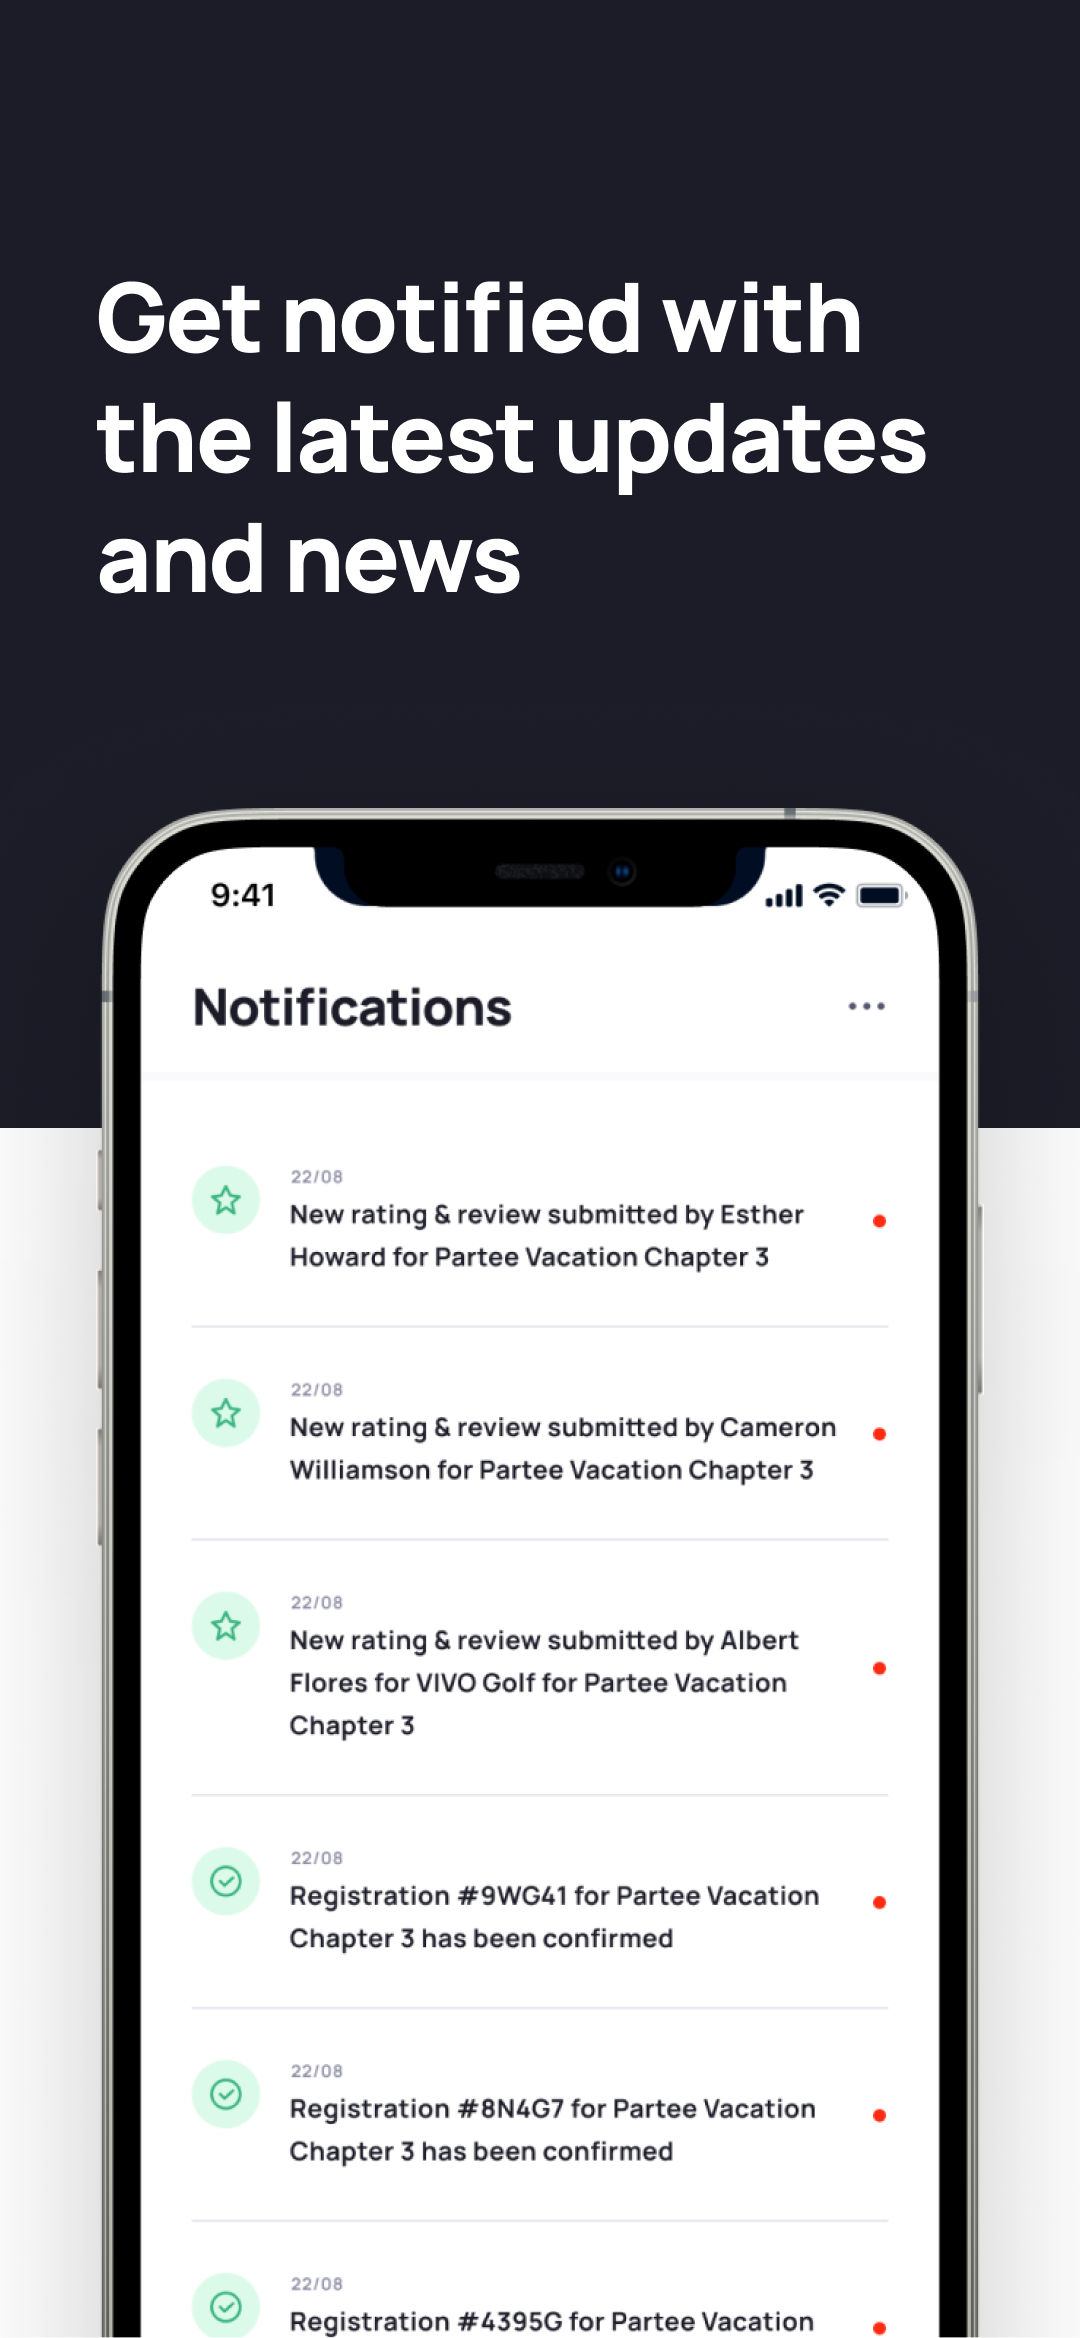 Get notified with
the latest updates
and news
9:41
Notifications
22/08
New rating & review submitted by Esther
Howard for Partee Vacation Chapter 3
22/08
New rating & review submitted by Cameron
Williamson for Partee Vacation Chapter 3
22/08
New rating & review submitted by Albert
Flores for VIVO Golf for Partee Vacation
Chapter 3
22/08
Registration #9WG41 for Partee Vacation
Chapter 3 has been confirmed
22/08
Registration #8N4G7 for Partee Vacation
Chapter 3 has been confirmed
22/08
Registration #4395G for Partee Vacation